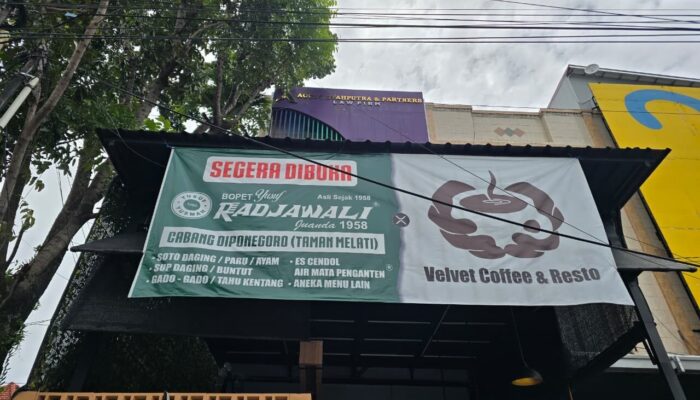 & PARTNERS
LAW FIRM
SEGERA DIBUKA
BOPET Yusuf
Asli Sejak 1958
RADJAWALI
Juanda 1958
CABANG DIPONEGORO (TAMAN MELATI)
• SOTO DAGING / PARU / AYAM
• SUP DAGING / BUNTUT
• GADO - GADO / TAHU KENTANG
• ES CENDOL
AIR MATA PENGANTEN
• ANEKA MENU LAIN
Velvet Coffee & Resto